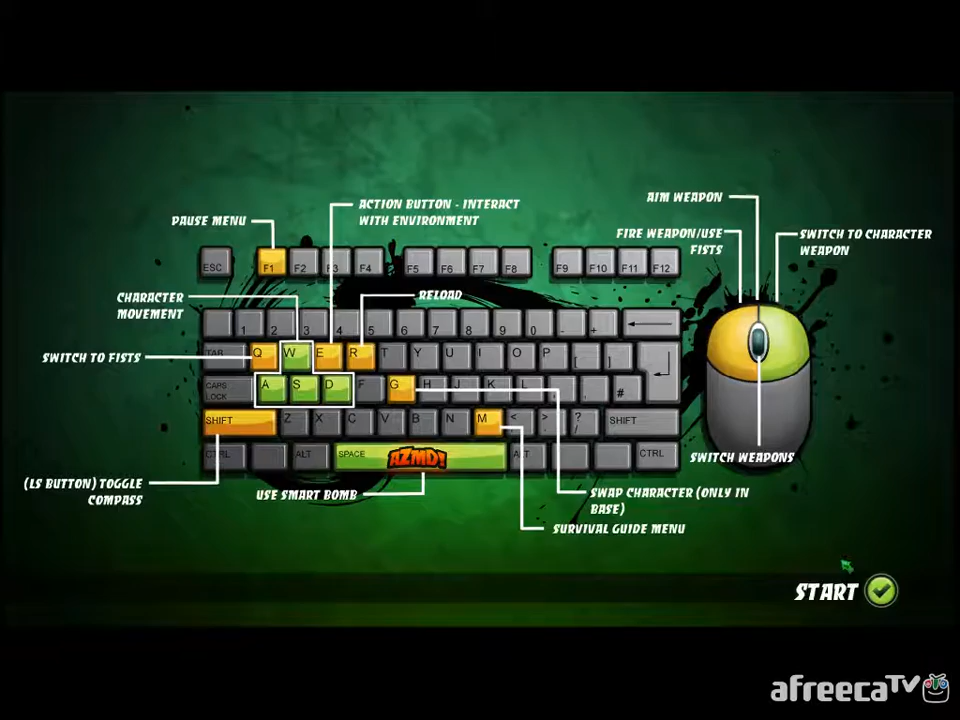 ACTION BUTTON - INTERACT
WITH ENVIRONMENT
AIM WEAPON
PAUSE MENU
FIRE WEAPON/USE
FISTS
SWITCH TO CHARACTER
WEAPON
ESC F1 F2 F3 F4 F5 F6 F7 F8 F9 F10 F11 F12
CHARACTER
MOVEMENT
RELOAD
1 2 3 4 5 6 7 8 9 0 - +
SWITCH TO FISTS
TAB Q W E R T Y U I O P [ ]
CAPS
LOCK
A S D F G H J K L ; ' #
SHIFT Z X C V B N M < > ? / SHIFT
CTRL ALT SPACE AZMD! ALT CTRL
SWITCH WEAPONS
(LS BUTTON) TOGGLE
COMPASS
USE SMART BOMB
SWAP CHARACTER (ONLY IN
BASE)
SURVIVAL GUIDE MENU
START
afreecaTV